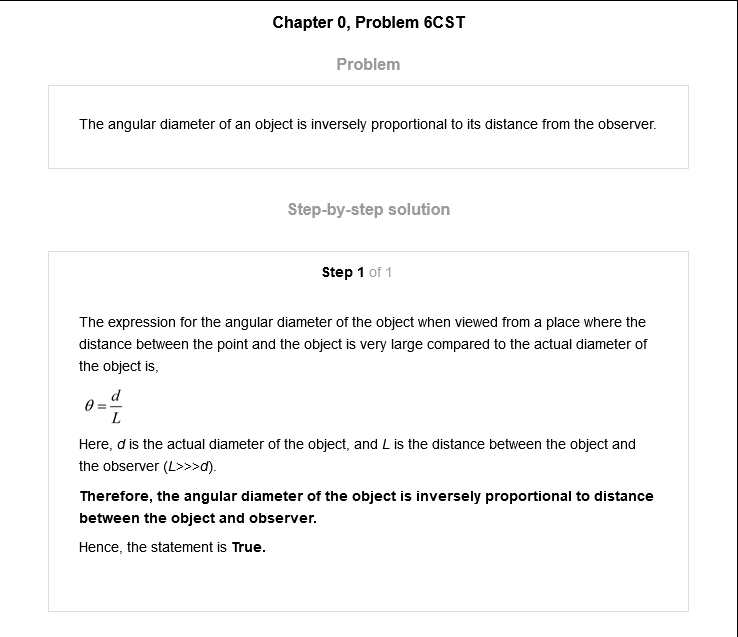 Chapter 0, Problem 6CST
Problem
The angular diameter of an object is inversely proportional to its distance from the observer.
Step-by-step solution
Step 1 of 1
The expression for the angular diameter of the object when viewed from a place where the
distance between the point and the object is very large compared to the actual diameter of
the object is,
θ = d/L
Here, d is the actual diameter of the object, and L is the distance between the object and
the observer (L>>>d).
Therefore, the angular diameter of the object is inversely proportional to distance
between the object and observer.
Hence, the statement is True.